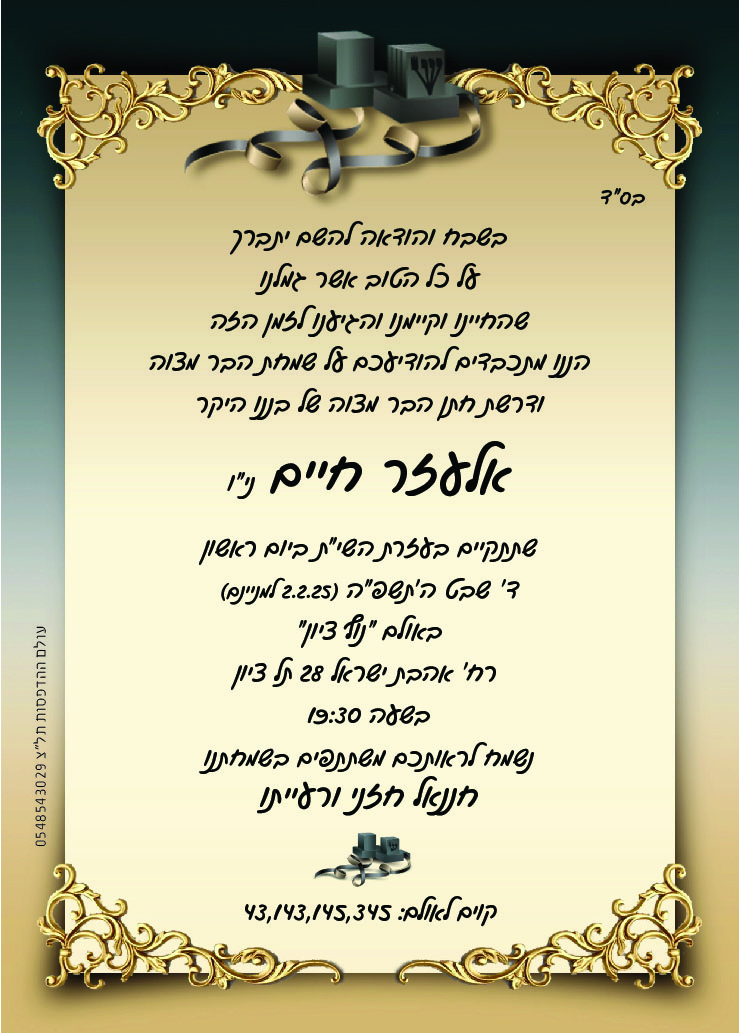 בס"ד
בשבח והודאה להשם יתברך
על כל הטוב אשר גמלנו
שהחיינו וקיימנו והגיענו לזמן הזה
הננו מתכבדים להודיעכם על שמחת הבר מצוה
ודרשת חתן הבר מצוה של בננו היקר
אלעזר חיים ני"ו
שתתקיים בעזרת השי"ת ביום ראשון
ד' שבט ה'תשפ"ה (2.2.25 למניינם)
באולם "נוף ציון"
רח' אהבת ישראל 28 תל ציון
בשעה 19:30
נשמח לראותכם משתתפים בשמחתנו
חננאל חזני ורעייתו
קוים לאולם: 43,143,145,345
עולם ההדפסות תל"צ 0548543029